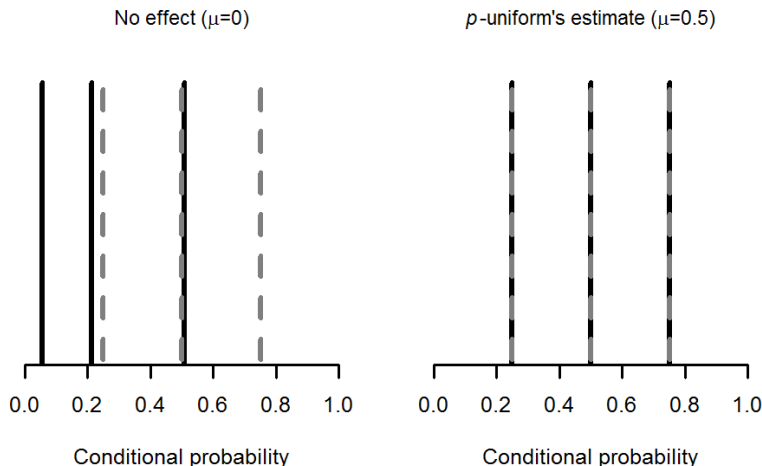 No effect (μ=0)
0.0 0.2 0.4 0.6 0.8 1.0
Conditional probability
p-uniform's estimate (μ=0.5)
0.0 0.2 0.4 0.6 0.8 1.0
Conditional probability